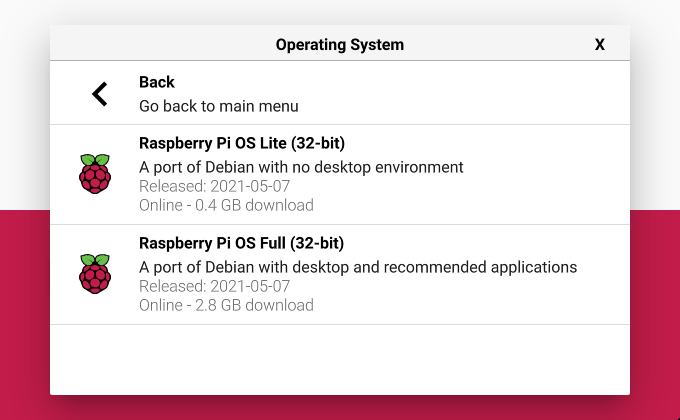 Operating System X
Back
Go back to main menu
Raspberry Pi OS Lite (32-bit)
A port of Debian with no desktop environment
Released: 2021-05-07
Online - 0.4 GB download
Raspberry Pi OS Full (32-bit)
A port of Debian with desktop and recommended applications
Released: 2021-05-07
Online - 2.8 GB download